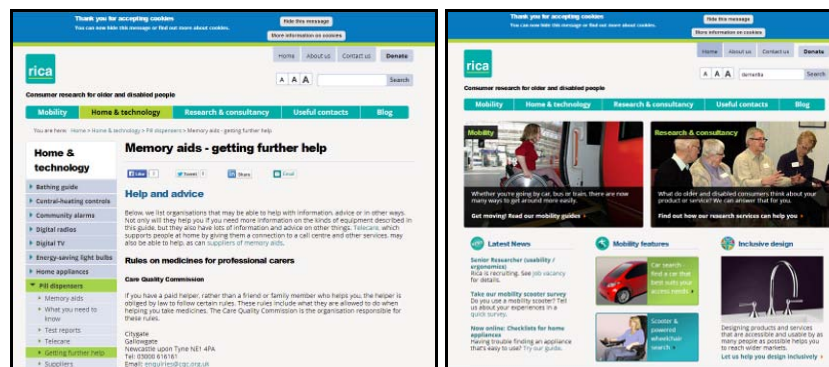 Thank you for accepting cookies
You can now hide this message or find out more about cookies.
Hide this message
More information on cookies
Home About us Contact us Donate
rica
A A A Search
Consumer research for older and disabled people
Mobility Home & technology Research & consultancy Useful contacts Blog
You are here: Home > Home & technology > Pill dispensers > Memory aids - getting further help
Home &
technology
Bathing guide
Central-heating controls
Community alarms
Digital radios
Digital TV
Energy-saving light bulbs
Home appliances
Pill dispensers
Memory aids
What you need to
know
Test reports
Telecare
Getting further help
Suppliers
Memory aids - getting further help
Like Tweet Share Email
Help and advice
Below, we list organisations that may be able to help with information, advice or in other ways.
Not only will they help you if you need more information on the kinds of equipment described in
this guide, but they also have lots of information and advice on other things. Telecare, which
supports people at home by giving them a connection to a call centre and other services, may
also be able to help, as can suppliers of memory aids.
Rules on medicines for professional carers
Care Quality Commission
If you have a paid helper, rather than a friend or family member who helps you, the helper is
obliged by law to follow certain rules. These rules include what they are allowed to do when
helping you take medicines. The Care Quality Commission is the organisation responsible for
these rules.
Citygate
Gallowgate
Newcastle upon Tyne NE1 4PA
Tel: 03000 616161
Email: enquiries@cqc.org.uk
Thank you for accepting cookies
You can now hide this message or find out more about cookies.
Hide this message
More information on cookies
Home About us Contact us Donate
rica
A A A dementia Search
Consumer research for older and disabled people
Mobility Home & technology Research & consultancy Useful contacts Blog
Mobility
Whether you're going by car, bus or train, there are now
many ways to get around more easily.
Get moving! Read our mobility guides
Research & consultancy
What do older and disabled consumers think about your
product or service? We can answer that for you.
Find out how our research services can help you
Latest News
Senior Researcher (usability /
ergonomics)
Rica is recruiting. See job vacancy
for details.
Take our mobility scooter survey
Do you use a mobility scooter? Tell
us about your experiences in a
quick survey.
Now online: Checklists for home
appliances
Having trouble finding an appliance
that's easy to use? Try our guide.
Mobility features
Car search -
find a car that
best suits your
access needs
Scooter &
powered
wheelchair
search
Inclusive design
Designing products and services
that are accessible and usable by as
many people as possible helps you
to reach wider markets.
Let us help you design inclusively